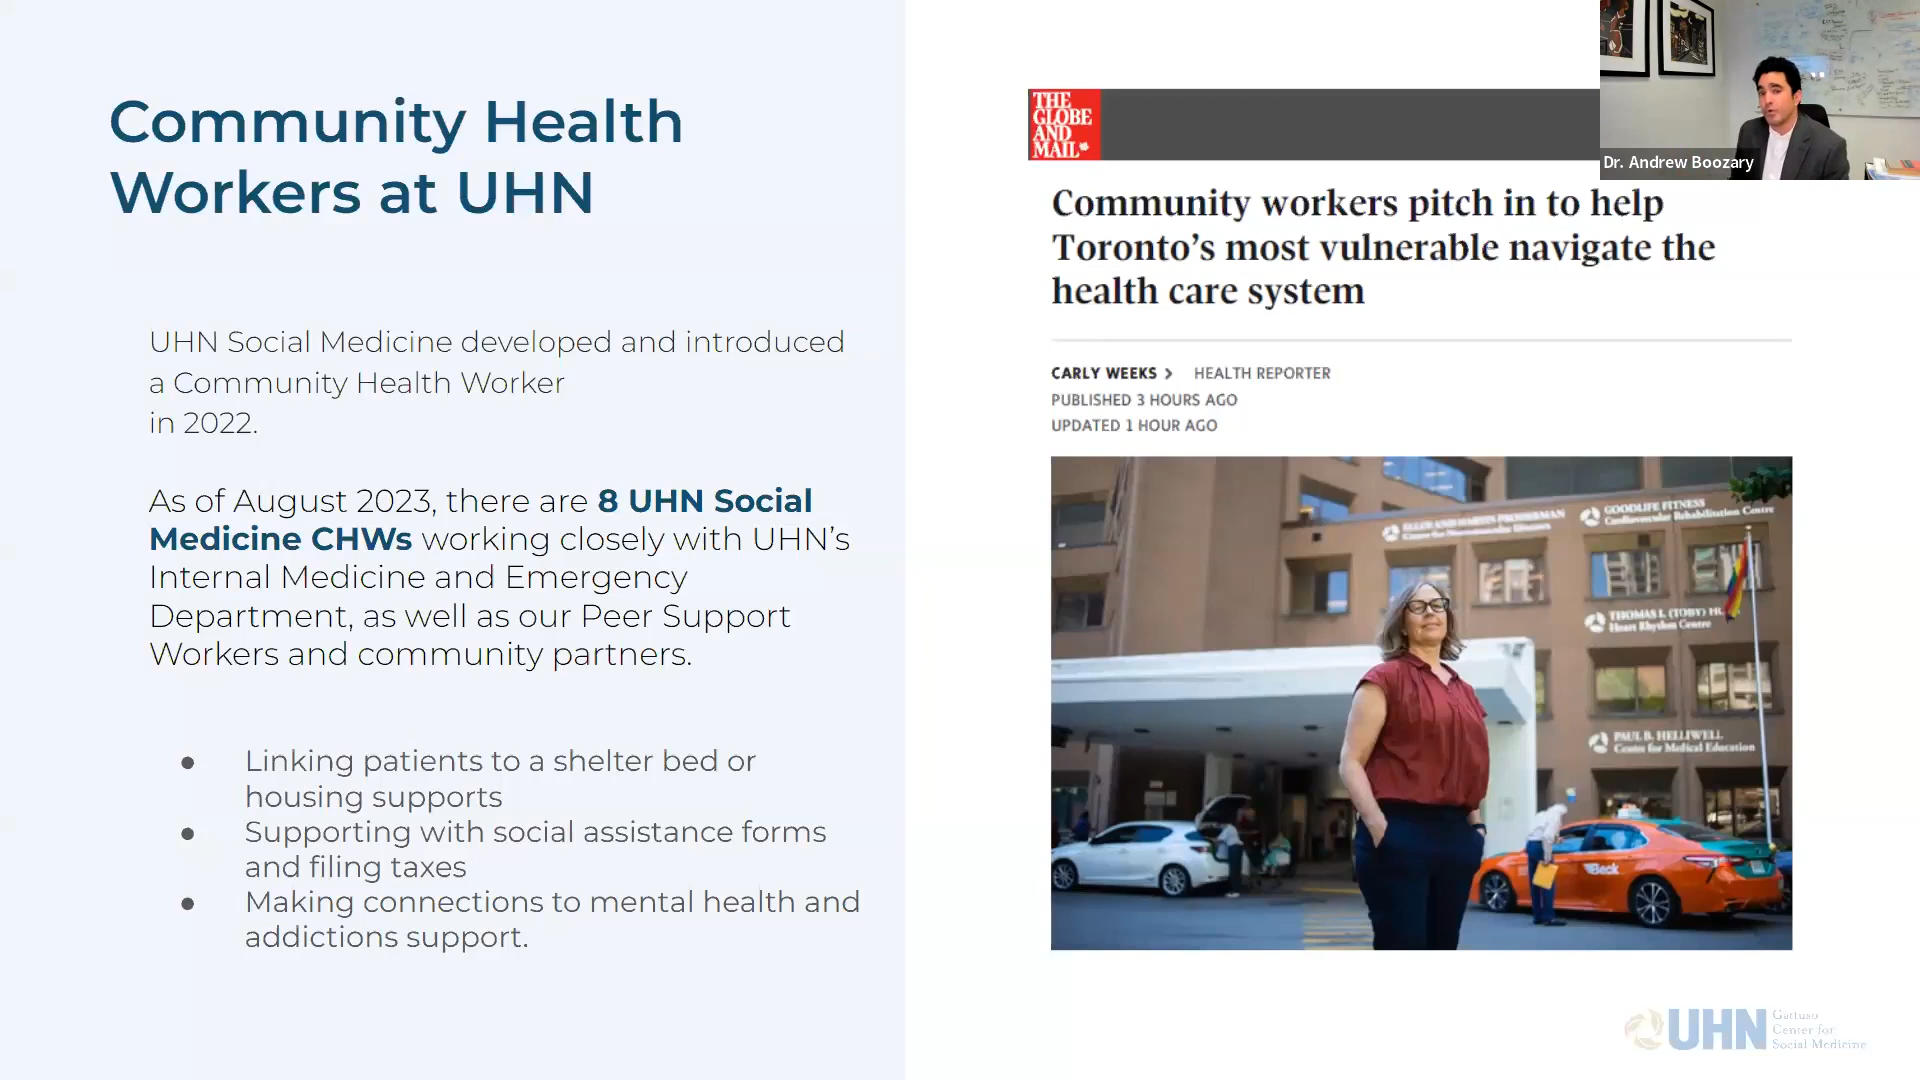 Community Health
Workers at UHN
UHN Social Medicine developed and introduced
a Community Health Worker
in 2022.
As of August 2023, there are 8 UHN Social
Medicine CHWs working closely with UHN’s
Internal Medicine and Emergency
Department, as well as our Peer Support
Workers and community partners.
● Linking patients to a shelter bed or
housing supports
● Supporting with social assistance forms
and filing taxes
● Making connections to mental health and
addictions support.
THE
GLOBE
AND
MAIL
Dr. Andrew Boozary
Community workers pitch in to help
Toronto’s most vulnerable navigate the
health care system
CARLY WEEKS > HEALTH REPORTER
PUBLISHED 3 HOURS AGO
UPDATED 1 HOUR AGO
GOODLIFE FITNESS
Cardiovascular Rehabilitation Centre
THOMAS I. (TOBY)
Heart Rhythm Centre
PAUL B. HELLIWELL
Centre for Medical Education
Beck
UHN
Gattuso
Center for
Social Medicine